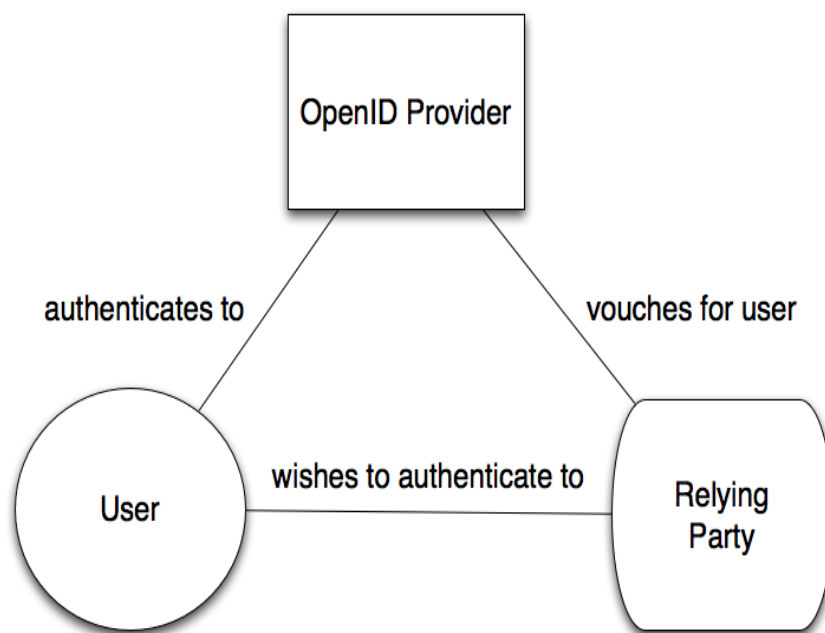 OpenID Provider
authenticates to
vouches for user
wishes to authenticate to
User
Relying
Party